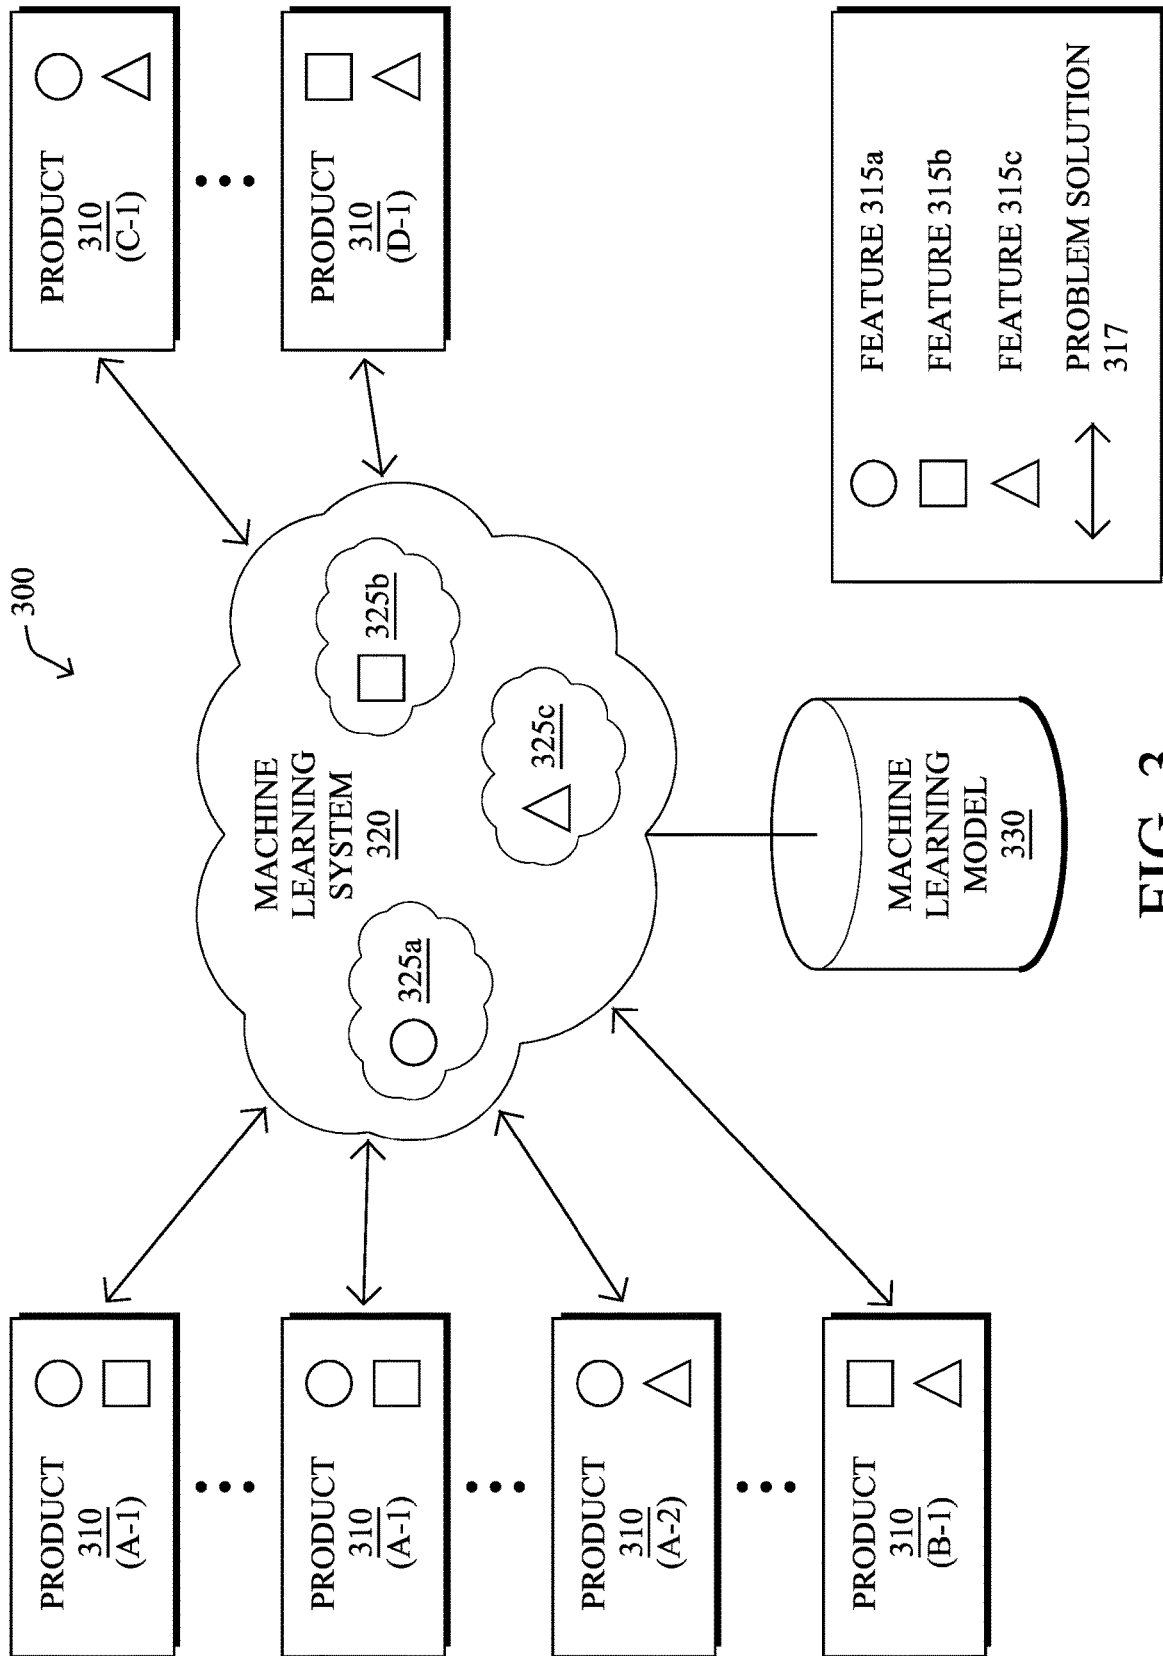 300
PRODUCT
310
(A-1)
PRODUCT
310
(A-1)
PRODUCT
310
(A-2)
PRODUCT
310
(B-1)
MACHINE
LEARNING
SYSTEM
320
325a
325b
325c
MACHINE
LEARNING
MODEL
330
PRODUCT
310
(C-1)
PRODUCT
310
(D-1)
FEATURE 315a
FEATURE 315b
FEATURE 315c
PROBLEM SOLUTION
317
FIG. 3